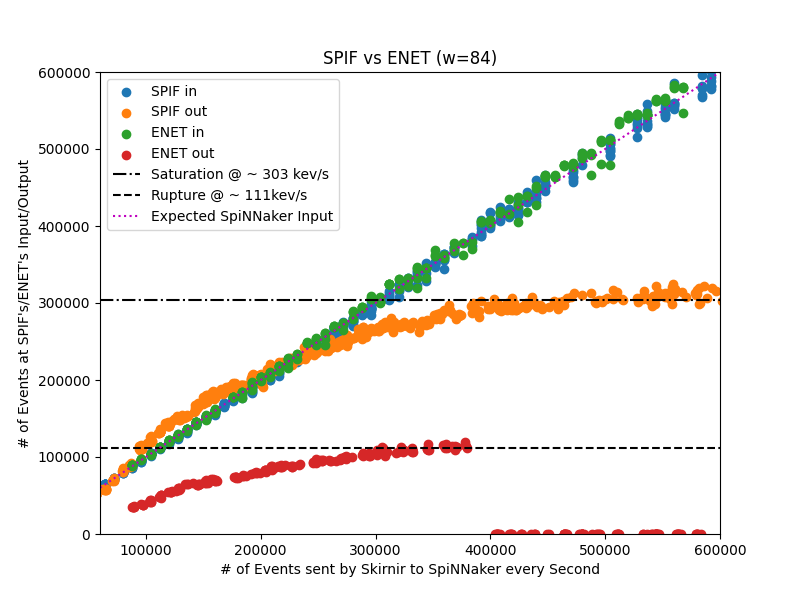 SPIF vs ENET (w=84)
SPIF in
SPIF out
ENET in
ENET out
Saturation @ ~ 303 kev/s
Rupture @ ~ 111kev/s
Expected SpiNNaker Input
# of Events at SPIF's/ENET's Input/Output
600000
500000
400000
300000
200000
100000
0
100000 200000 300000 400000 500000 600000
# of Events sent by Skirnir to SpiNNaker every Second